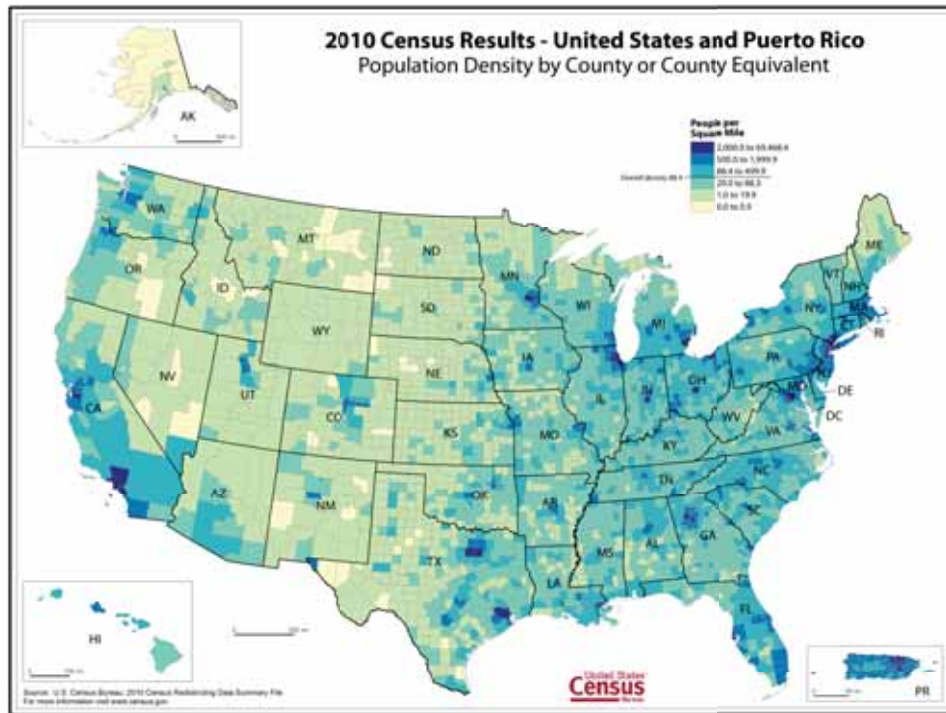 2010 Census Results - United States and Puerto Rico
Population Density by County or County Equivalent
AK
People per
Square Mile
2,000.0 to 69,468.4
500.0 to 1,999.9
88.4 to 499.9
Overall density 88.4
20.0 to 88.3
1.0 to 19.9
0.0 to 0.9
WA
MT
ND
MN
ME
OR
ID
SD
WI
MI
VT
NH
NY
MA
CT
RI
WY
IA
NE
PA
NJ
NV
UT
CO
IL
IN
OH
MD
DE
CA
KS
MO
WV
VA
DC
KY
AZ
NM
OK
AR
TN
NC
SC
TX
MS
AL
GA
LA
FL
HI
PR
United States
Census
Bureau
Source: U.S. Census Bureau, 2010 Census Redistricting Data Summary File
For more information visit www.census.gov